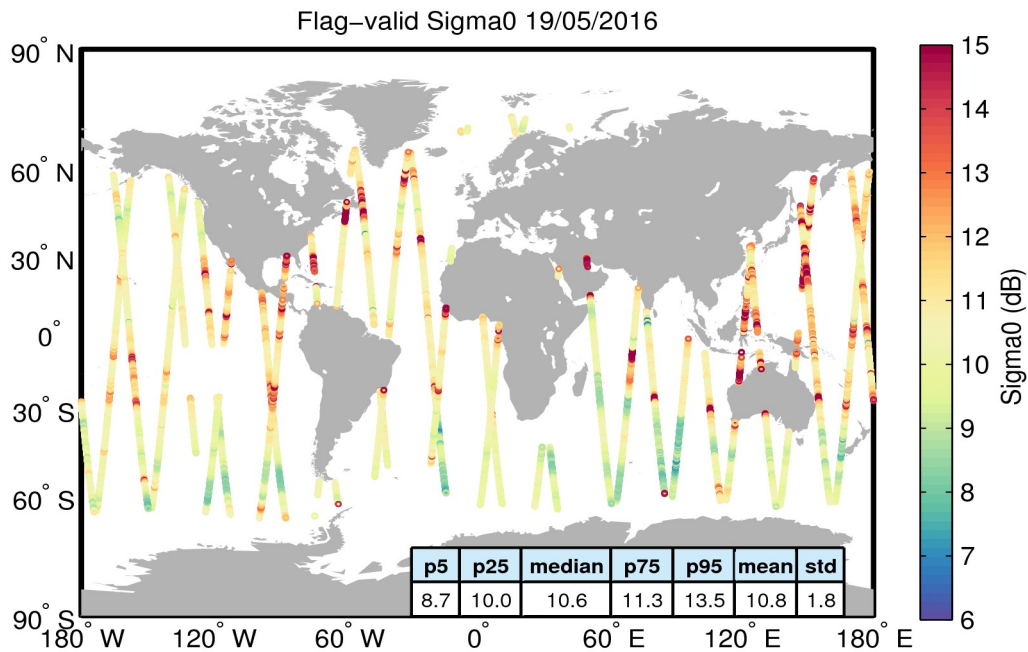 Flag-valid Sigma0 19/05/2016
90° N
60° N
30° N
0°
30° S
60° S
90° S
180° W
120° W
60° W
0°
60° E
120° E
180° E
15
14
13
12
11
10
9
8
7
6
Sigma0 (dB)
p5 p25 median p75 p95 mean std
8.7 10.0 10.6 11.3 13.5 10.8 1.8